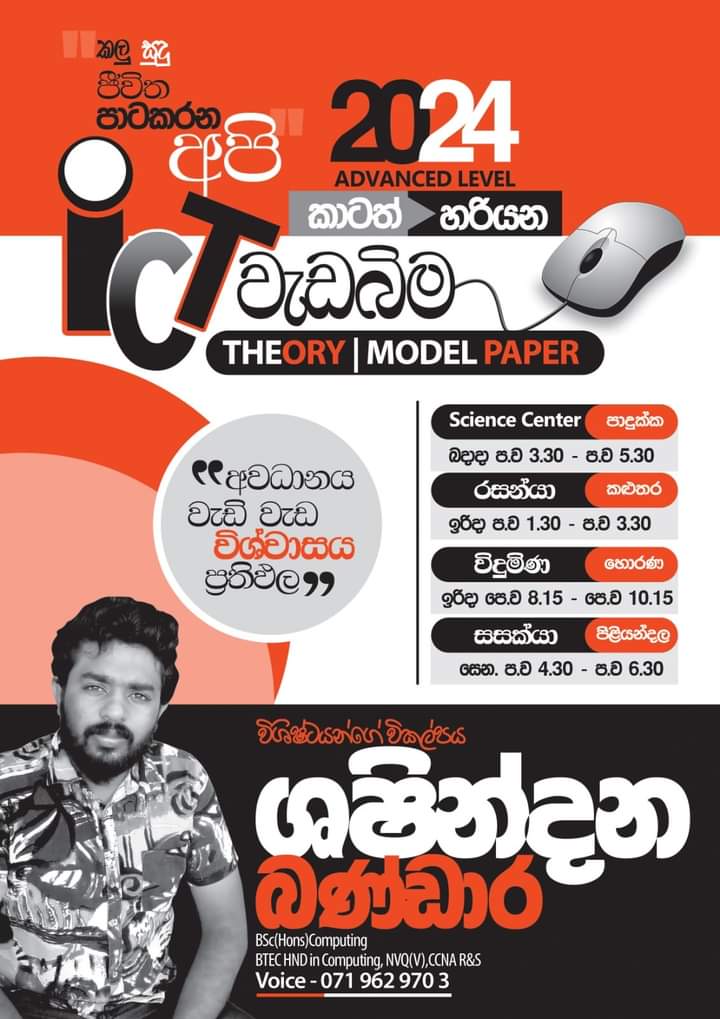 "කලු සුදු
ජීවිත
පාටකරන
අපි"
2024
ADVANCED LEVEL
කාටත් හරියන
ICT වැඩබිම
THEORY | MODEL PAPER
Science Center පාදුක්ක
බදාදා ප.ව 3.30 - ප.ව 5.30
රසන්යා කළුතර
ඉරිදා ප.ව 1.30 - ප.ව 3.30
විදුමිණ හොරණ
ඉරිදා පෙ.ව 8.15 - පෙ.ව 10.15
සසක්යා පිළියන්දල
සෙන. ප.ව 4.30 - ප.ව 6.30
"අවධානය
වැඩි වැඩ
විශ්වාසය
ප්‍රතිඵල"
විශිෂ්ටයන්ගේ විකල්පය
ශෂින්දන
බණ්ඩාර
BSc(Hons)Computing
BTEC HND in Computing, NVQ(V),CCNA R&S
Voice - 071 962 970 3